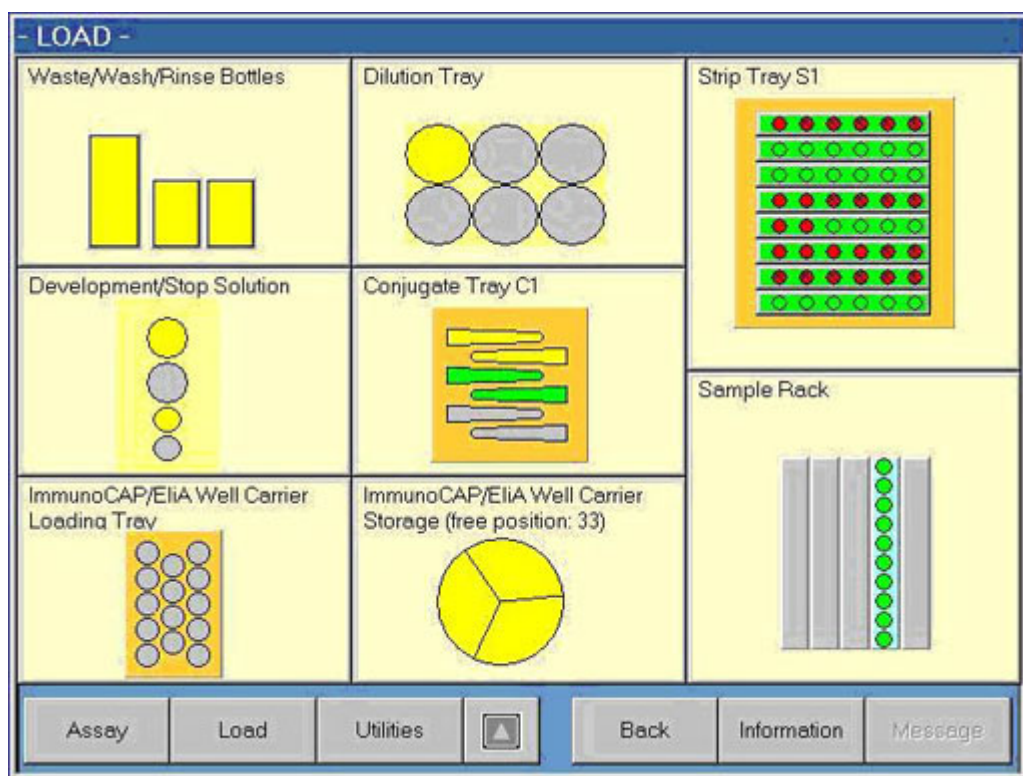 - LOAD -
Waste/Wash/Rinse Bottles
Dilution Tray
Strip Tray S1
Development/Stop Solution
Conjugate Tray C1
Sample Rack
ImmunoCAP/EliA Well Carrier
Loading Tray
ImmunoCAP/EliA Well Carrier
Storage (free position: 33)
Assay
Load
Utilities
Back
Information
Message